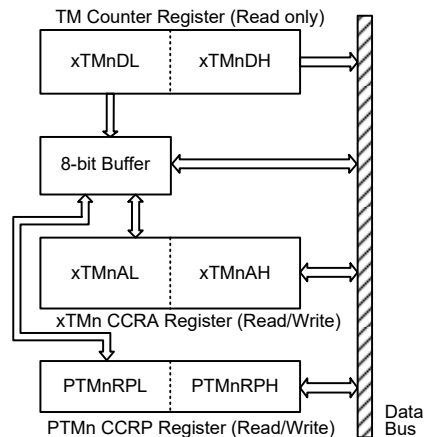 TM Counter Register (Read only)
xTMnDL xTMnDH
8-bit Buffer
xTMnAL xTMnAH
xTMn CCRA Register (Read/Write)
PTMnRPL PTMnRPH
PTMn CCRP Register (Read/Write)
Data
Bus